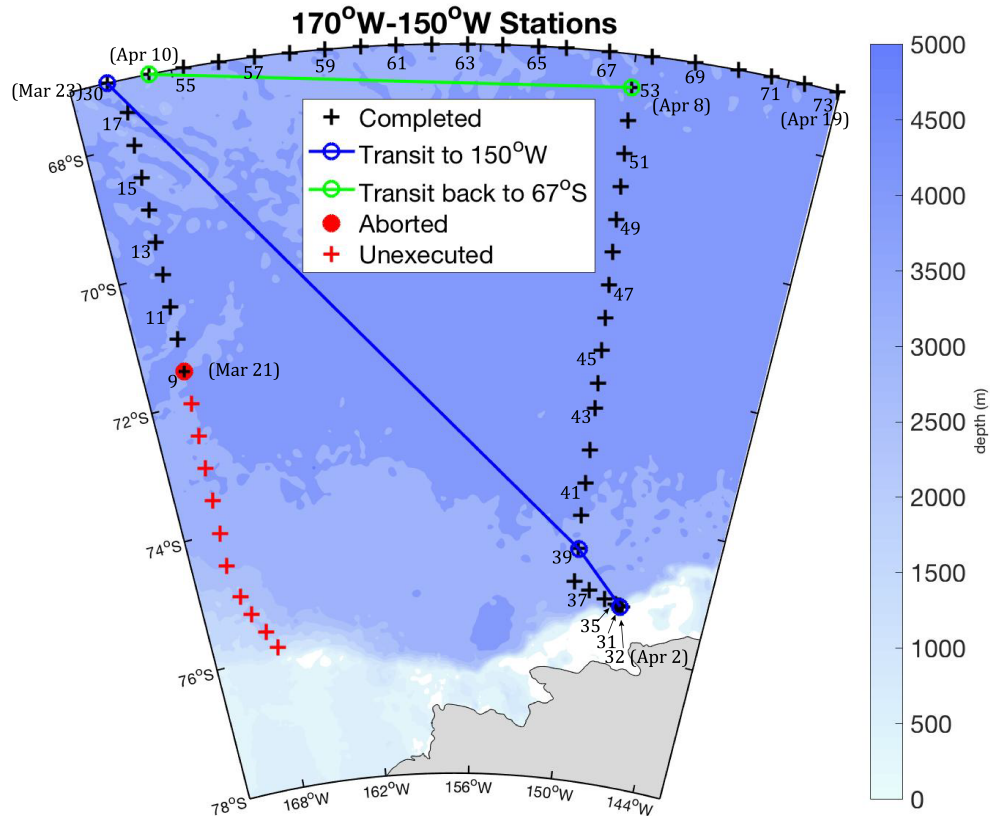 170°W-150°W Stations
(Apr 10)
57
59
61
63
65
67
69
71
73
55
(Apr 19)
(Mar 23)30
53
(Apr 8)
17
68°S
15
13
70°S
11
9
(Mar 21)
72°S
74°S
76°S
78°S
51
49
47
45
43
41
39
37
35
31
32 (Apr 2)
168°W
162°W
156°W
150°W
144°W
Completed
Transit to 150°W
Transit back to 67°S
Aborted
Unexecuted
5000
4500
4000
3500
3000
2500
2000
1500
1000
500
0
depth (m)